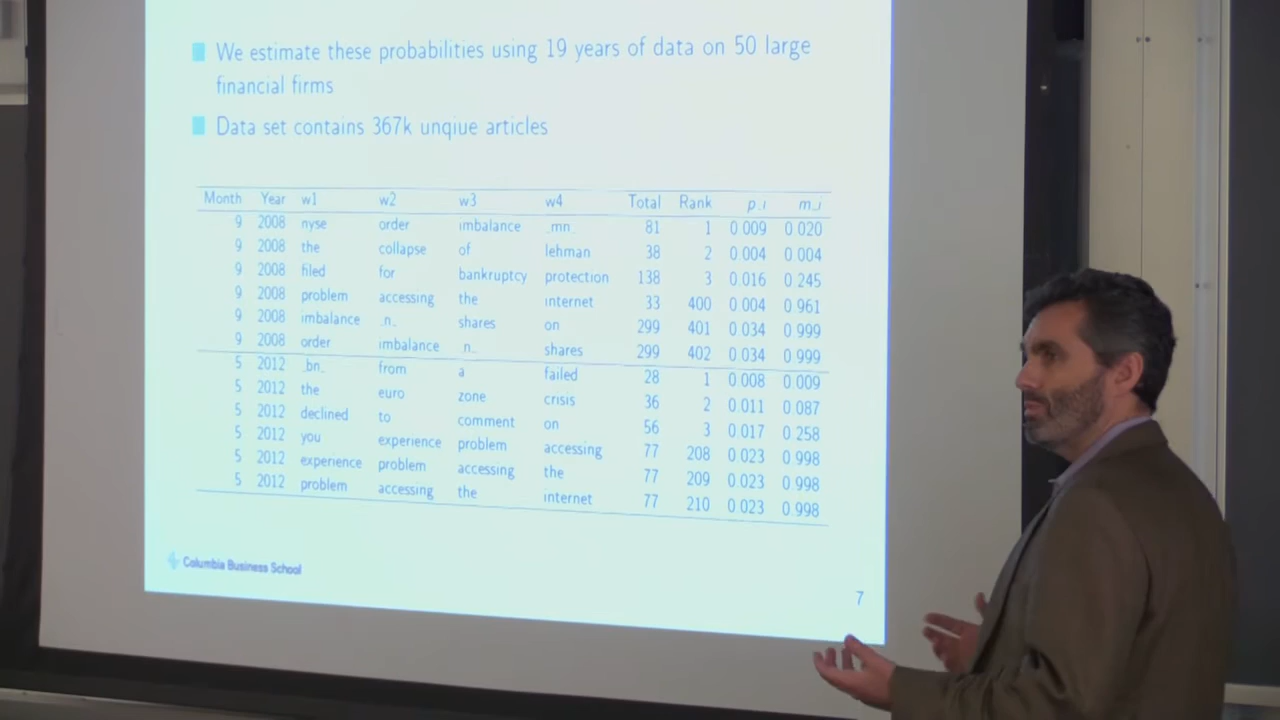 We estimate these probabilities using 19 years of data on 50 large
financial firms
Data set contains 367k unqiue articles
Month Year w1 w2 w3 w4 Total Rank p_i m_i
9 2008 nyse order imbalance _mn_ 81 1 0.009 0.020
9 2008 the collapse of lehman 38 2 0.004 0.004
9 2008 filed for bankruptcy protection 138 3 0.016 0.245
9 2008 problem accessing the internet 33 400 0.004 0.961
9 2008 imbalance _n_ shares on 299 401 0.034 0.999
9 2008 order imbalance _n_ shares 299 402 0.034 0.999
5 2012 _bn_ from a failed 28 1 0.008 0.009
5 2012 the euro zone crisis 36 2 0.011 0.087
5 2012 declined to comment on 56 3 0.017 0.258
5 2012 you experience problem accessing 77 208 0.023 0.998
5 2012 experience problem accessing the 77 209 0.023 0.998
5 2012 problem accessing the internet 77 210 0.023 0.998
Columbia Business School
7